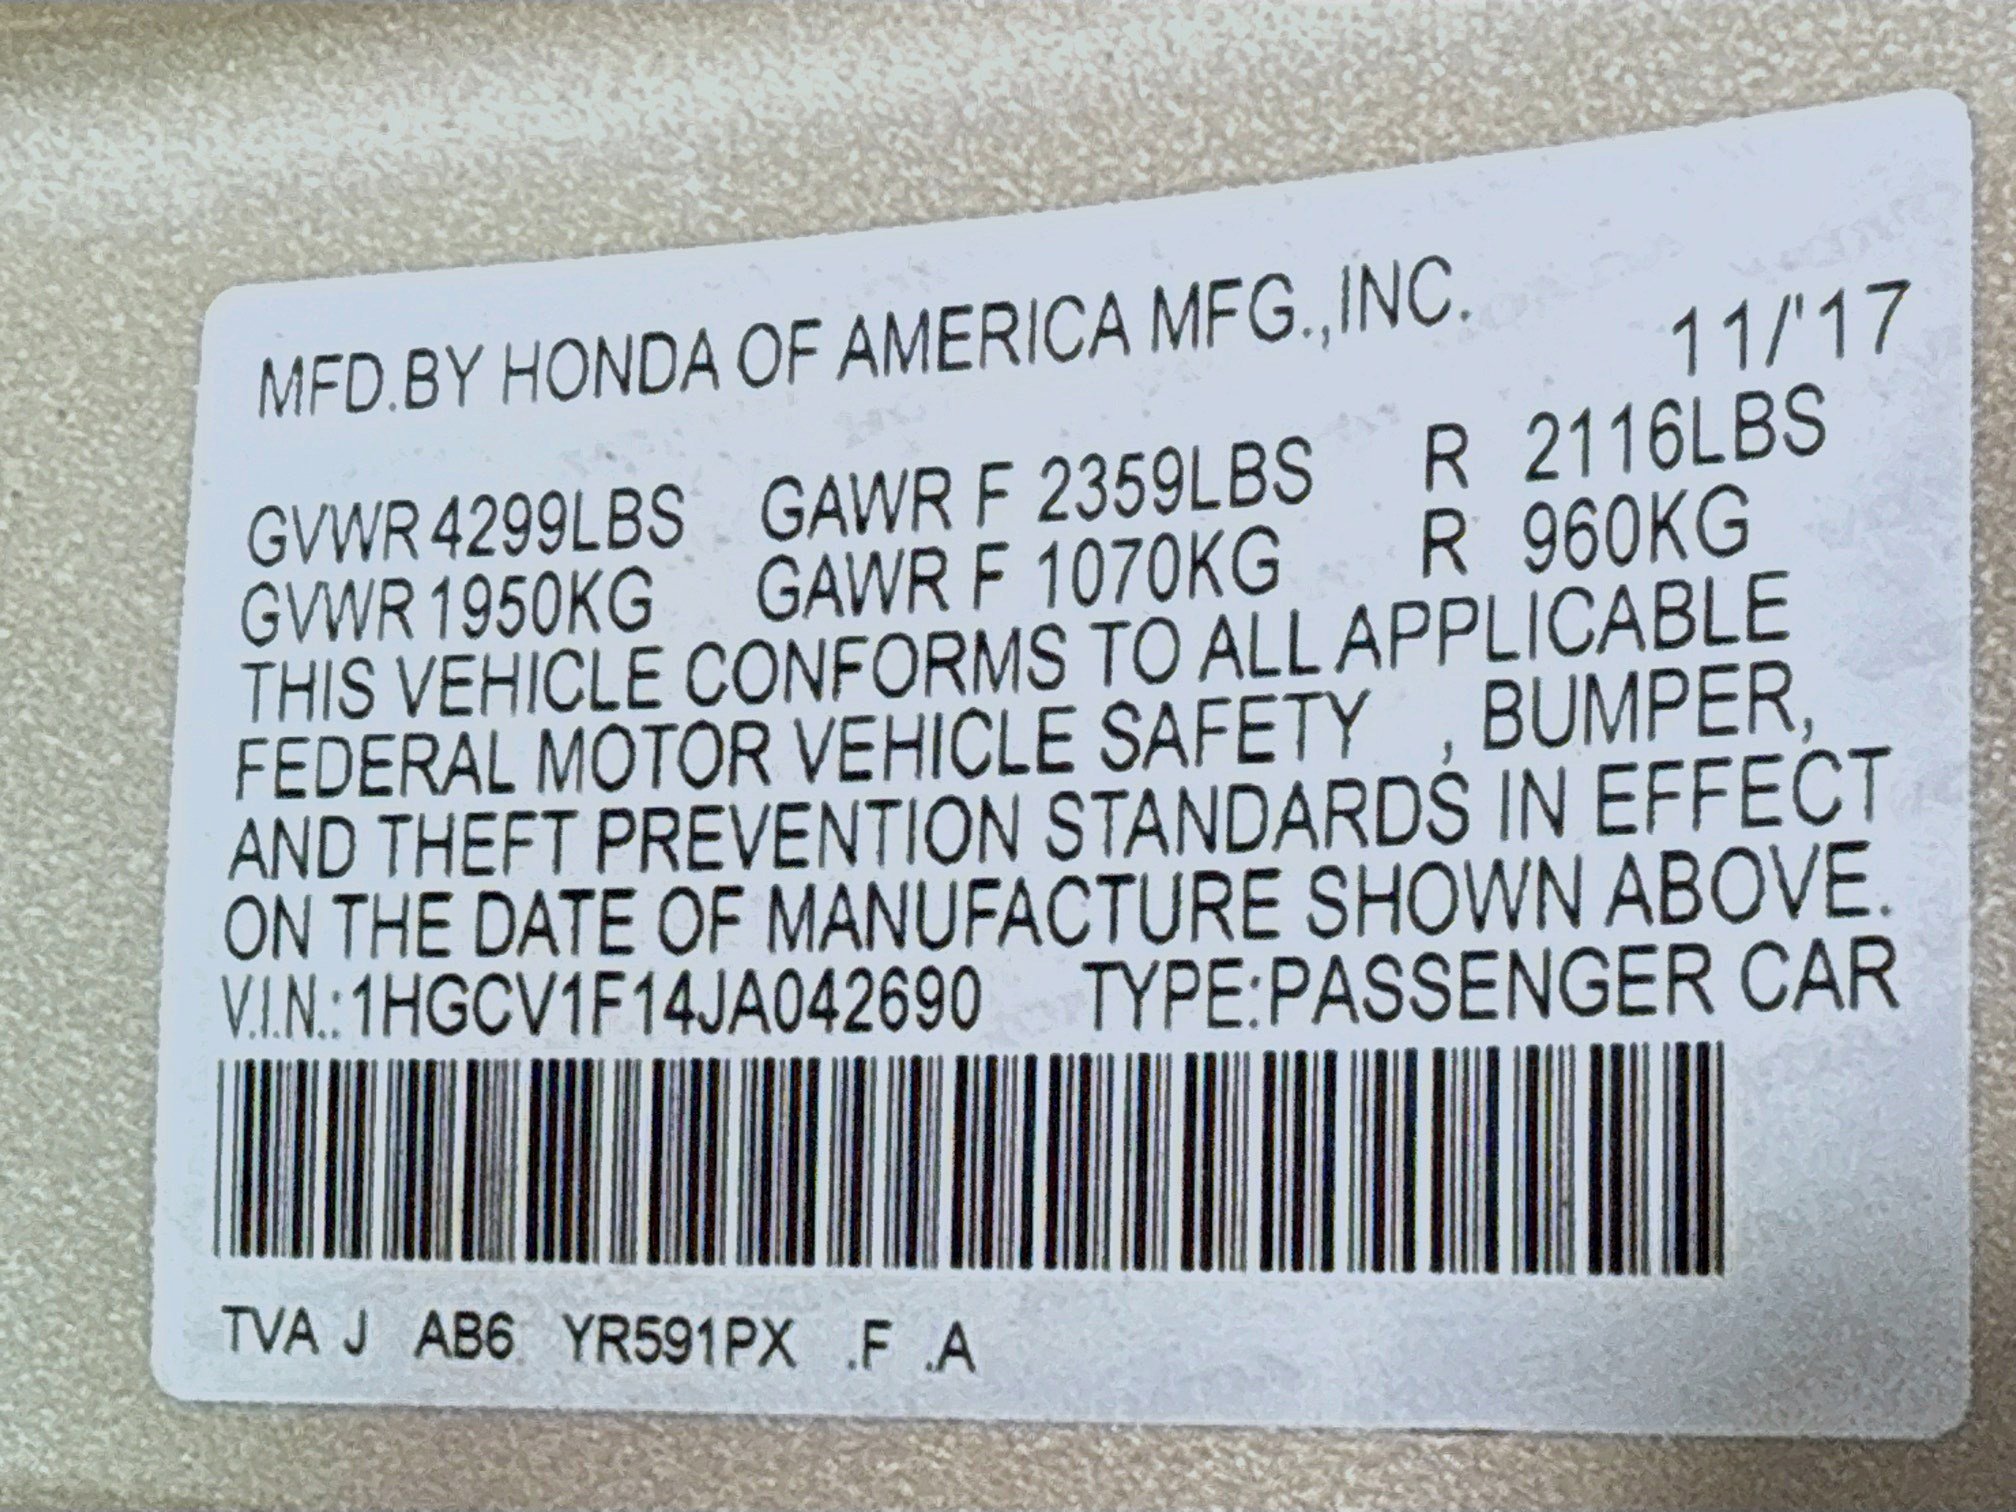 MFD.BY HONDA OF AMERICA MFG.,INC. 11/'17
GVWR 4299LBS GAWR F 2359LBS R 2116LBS
GVWR 1950KG GAWR F 1070KG R 960KG
THIS VEHICLE CONFORMS TO ALL APPLICABLE
FEDERAL MOTOR VEHICLE SAFETY , BUMPER,
AND THEFT PREVENTION STANDARDS IN EFFECT
ON THE DATE OF MANUFACTURE SHOWN ABOVE.
V.I.N.:1HGCV1F14JA042690 TYPE:PASSENGER CAR
TVA J AB6 YR591PX .F .A